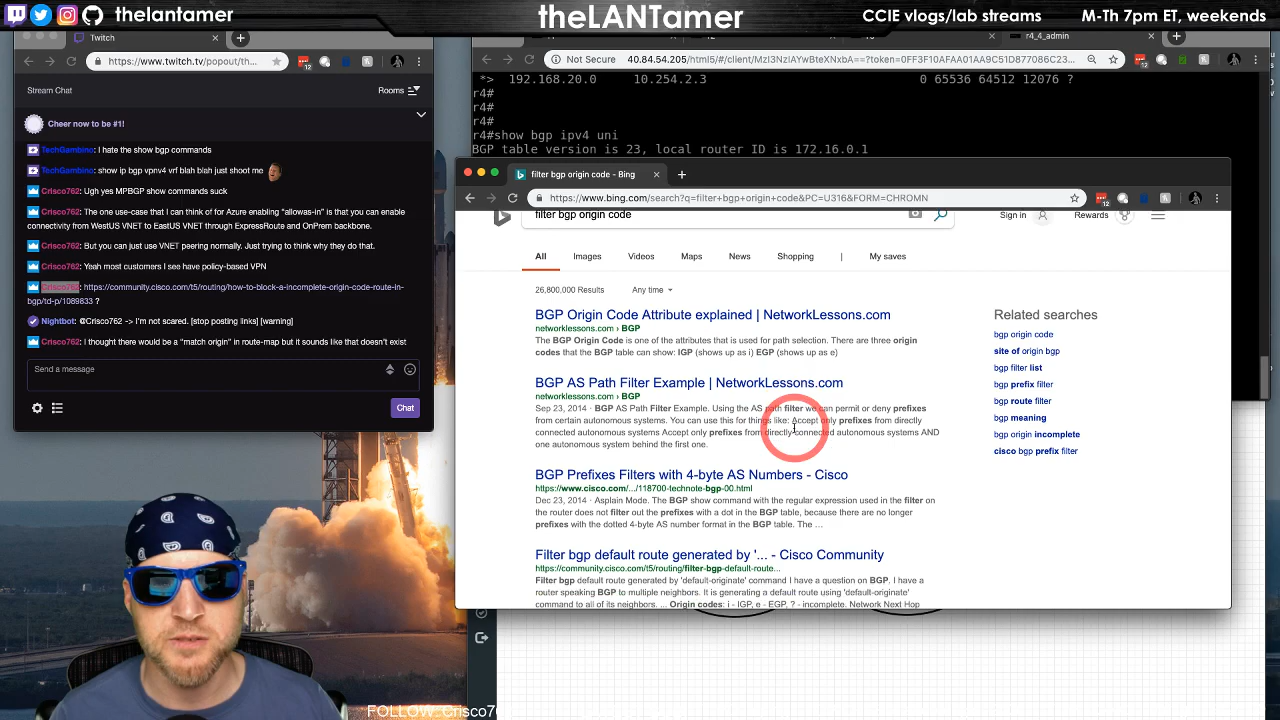 thelantamer
theLANTamer
CCIE vlogs/lab streams
M-Th 7pm ET, weekends
Twitch
https://www.twitch.tv/popout/th...
12
Stream Chat
Rooms
Cheer now to be #1!
TechGambino: I hate the show bgp commands
TechGambino: show ip bgp vpnv4 vrf blah blah just shoot me
Crisco762: Ugh yes MPBGP show commands suck
Crisco762: The one use-case that I can think of for Azure enabling "allowas-in" is that you can enable
connectivity from WestUS VNET to EastUS VNET through ExpressRoute and OnPrem backbone.
Crisco762: But you can just use VNET peering normally. Just trying to think why they do that.
Crisco762: Yeah most customers I see have policy-based VPN
Crisco762: https://community.cisco.com/t5/routing/how-to-block-a-incomplete-origin-code-route-in-
bgp/td-p/1089833 ?
Nightbot: @Crisco762 -> I'm not scared. [stop posting links] [warning]
Crisco762: I thought there would be a "match origin" in route-map but it sounds like that doesn't exist
Send a message
Chat
r4_4_admin
Not Secure
40.84.54.205/html5/#/client/MzI3NzIAYwBteXNxbA==?token=0FF3F10AFAA01AA9C51D877086C23...
12
*> 192.168.20.0 10.254.2.3 0 65536 64512 12076 ?
r4#
r4#
r4#
r4#show bgp ipv4 uni
BGP table version is 23, local router ID is 172.16.0.1
filter bgp origin code - Bing
https://www.bing.com/search?q=filter+bgp+origin+code&PC=U316&FORM=CHROMN
12
filter bgp origin code
Sign in
Rewards
All
Images
Videos
Maps
News
Shopping
|
My saves
26,800,000 Results
Any time
BGP Origin Code Attribute explained | NetworkLessons.com
networklessons.com › BGP
The BGP Origin Code is one of the attributes that is used for path selection. There are three origin
codes that the BGP table can show: IGP (shows up as i) EGP (shows up as e)
BGP AS Path Filter Example | NetworkLessons.com
networklessons.com › BGP
Sep 23, 2014 · BGP AS Path Filter Example. Using the AS path filter we can permit or deny prefixes
from certain autonomous systems. You can use this for things like: Accept only prefixes from directly
connected autonomous systems Accept only prefixes from directly connected autonomous systems AND
one autonomous system behind the first one.
BGP Prefixes Filters with 4-byte AS Numbers - Cisco
https://www.cisco.com/.../118700-technote-bgp-00.html
Dec 23, 2014 · Asplain Mode. The BGP show command with the regular expression used in the filter on
the router does not filter out the prefixes with a dot in the BGP table, because there are no longer
prefixes with the dotted 4-byte AS number format in the BGP table. The ...
Filter bgp default route generated by '... - Cisco Community
https://community.cisco.com/t5/routing/filter-bgp-default-route...
Filter bgp default route generated by 'default-originate' command I have a question on BGP. I have a
router speaking BGP to multiple neighbors. It is generating a default route using 'default-originate'
command to all of its neighbors. ... Origin codes: i - IGP, e - EGP, ? - incomplete. Network Next Hop
Related searches
bgp origin code
site of origin bgp
bgp filter list
bgp prefix filter
bgp route filter
bgp meaning
bgp origin incomplete
cisco bgp prefix filter
FOLLOW: Crisco76